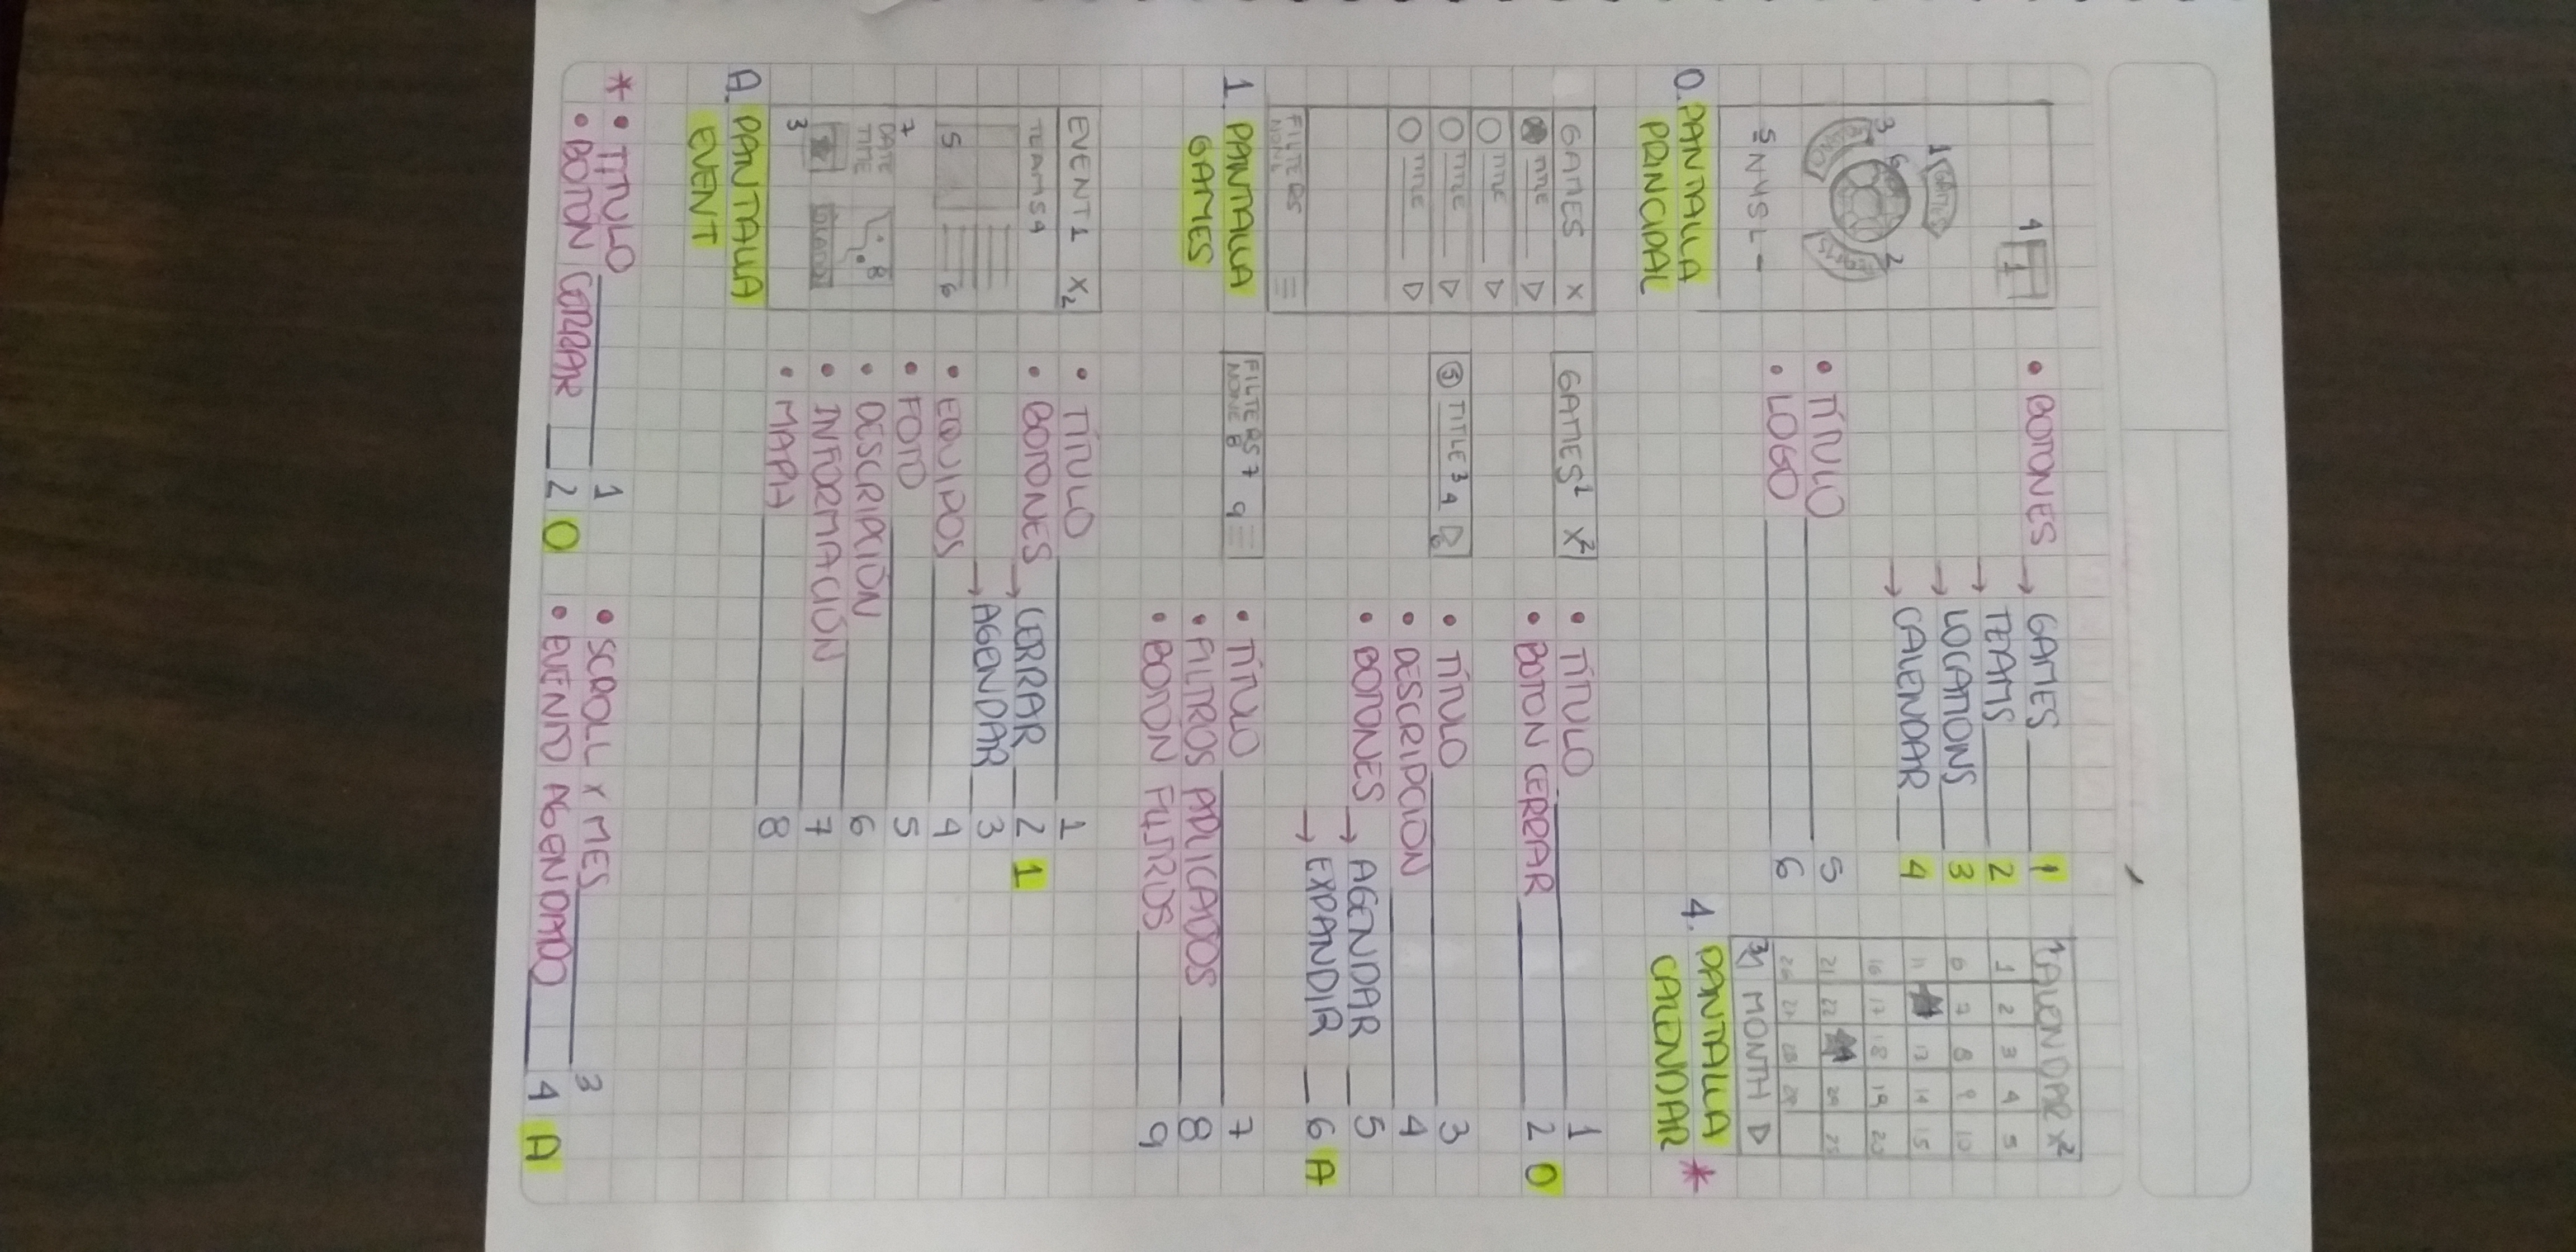 4
1
• BOTONES → GAMES 1
→ TEAMS 2
→ LOCATIONS 3
→ CALENDAR 4
• TÍTULO 5
• LOGO 6
1 GAMES
6
3
2
5 NYSL
0. PANTALLA
PRINCIPAL
1 CALENDAR X 2
1 2 3 4 5
6 7 8 9 10
11 13 14 15
16 17 18 19 20
21 22 24 25
26 27 28 29
3 MONTH
4. PANTALLA *
CALENDAR
GAMES X
TITLE
TITLE
TITLE
TITLE
FILTERS
NONE
1 PANTALLA
GAMES
GAMES 1 X 2
• TÍTULO 1
• BOTON CERRAR 2 0
5 TITLE 3 4 6
• TÍTULO 3
• DESCRIPCION 4
• BOTONES → AGENDAR 5
→ EXPANDIR 6 A
FILTERS 7
NONE 8 9
• TÍTULO 7
• FILTROS APLICADOS 8
• BOTON FILTROS 9
EVENT 1 X 2
TEAMS 4
5 6
7
DATE
TIME
8
3
A. PANTALLA
EVENT
• TÍTULO 1
• BOTONES → CERRAR 2 1
→ AGENDAR 3
• EQUIPOS 4
• FOTO 5
• DESCRIPCION 6
• INFORMACIÓN 7
• MAPA 8
* • TITULO 1
• BOTON CERRAR 2 0
• SCROLL X MES 3
• EVENTO AGENDADO 4 A